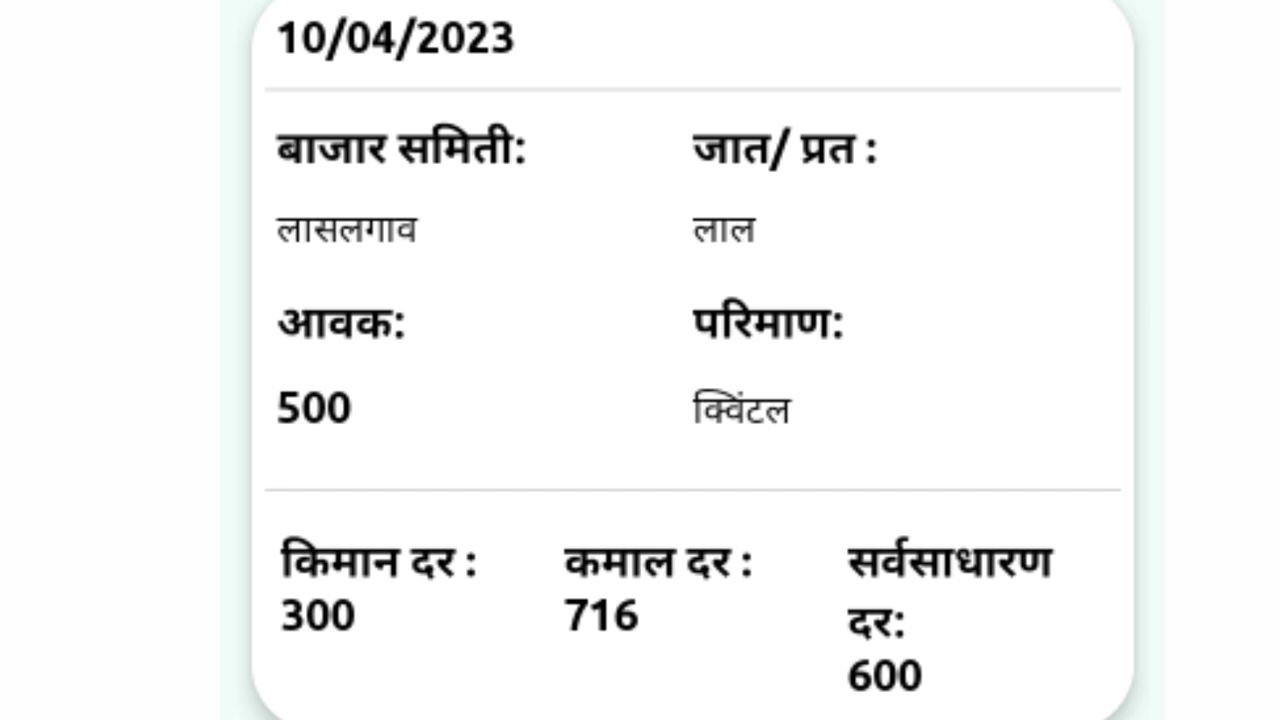 10/04/2023
बाजार समिती: जात/ प्रत :
लासलगाव लाल
आवक: परिमाण:
500 क्विंटल
किमान दर : कमाल दर : सर्वसाधारण
300 716 दर:
600